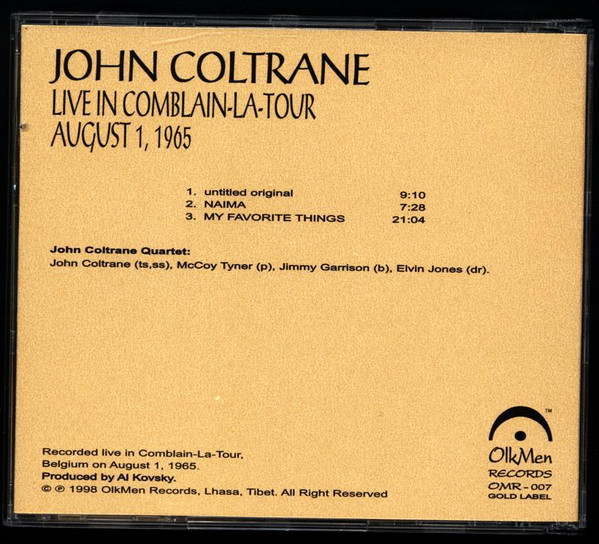 JOHN COLTRANE
LIVE IN COMBLAIN-LA-TOUR
AUGUST 1, 1965
1. untitled original 9:10
2. NAIMA 7:28
3. MY FAVORITE THINGS 21:04
John Coltrane Quartet:
John Coltrane (ts,ss), McCoy Tyner (p), Jimmy Garrison (b), Elvin Jones (dr).
Recorded live in Comblain-La-Tour,
Belgium on August 1, 1965.
Produced by Al Kovsky.
© ℗ 1998 OlkMen Records, Lhasa, Tibet. All Right Reserved
™
OlkMen
RECORDS
OMR - 007
GOLD LABEL